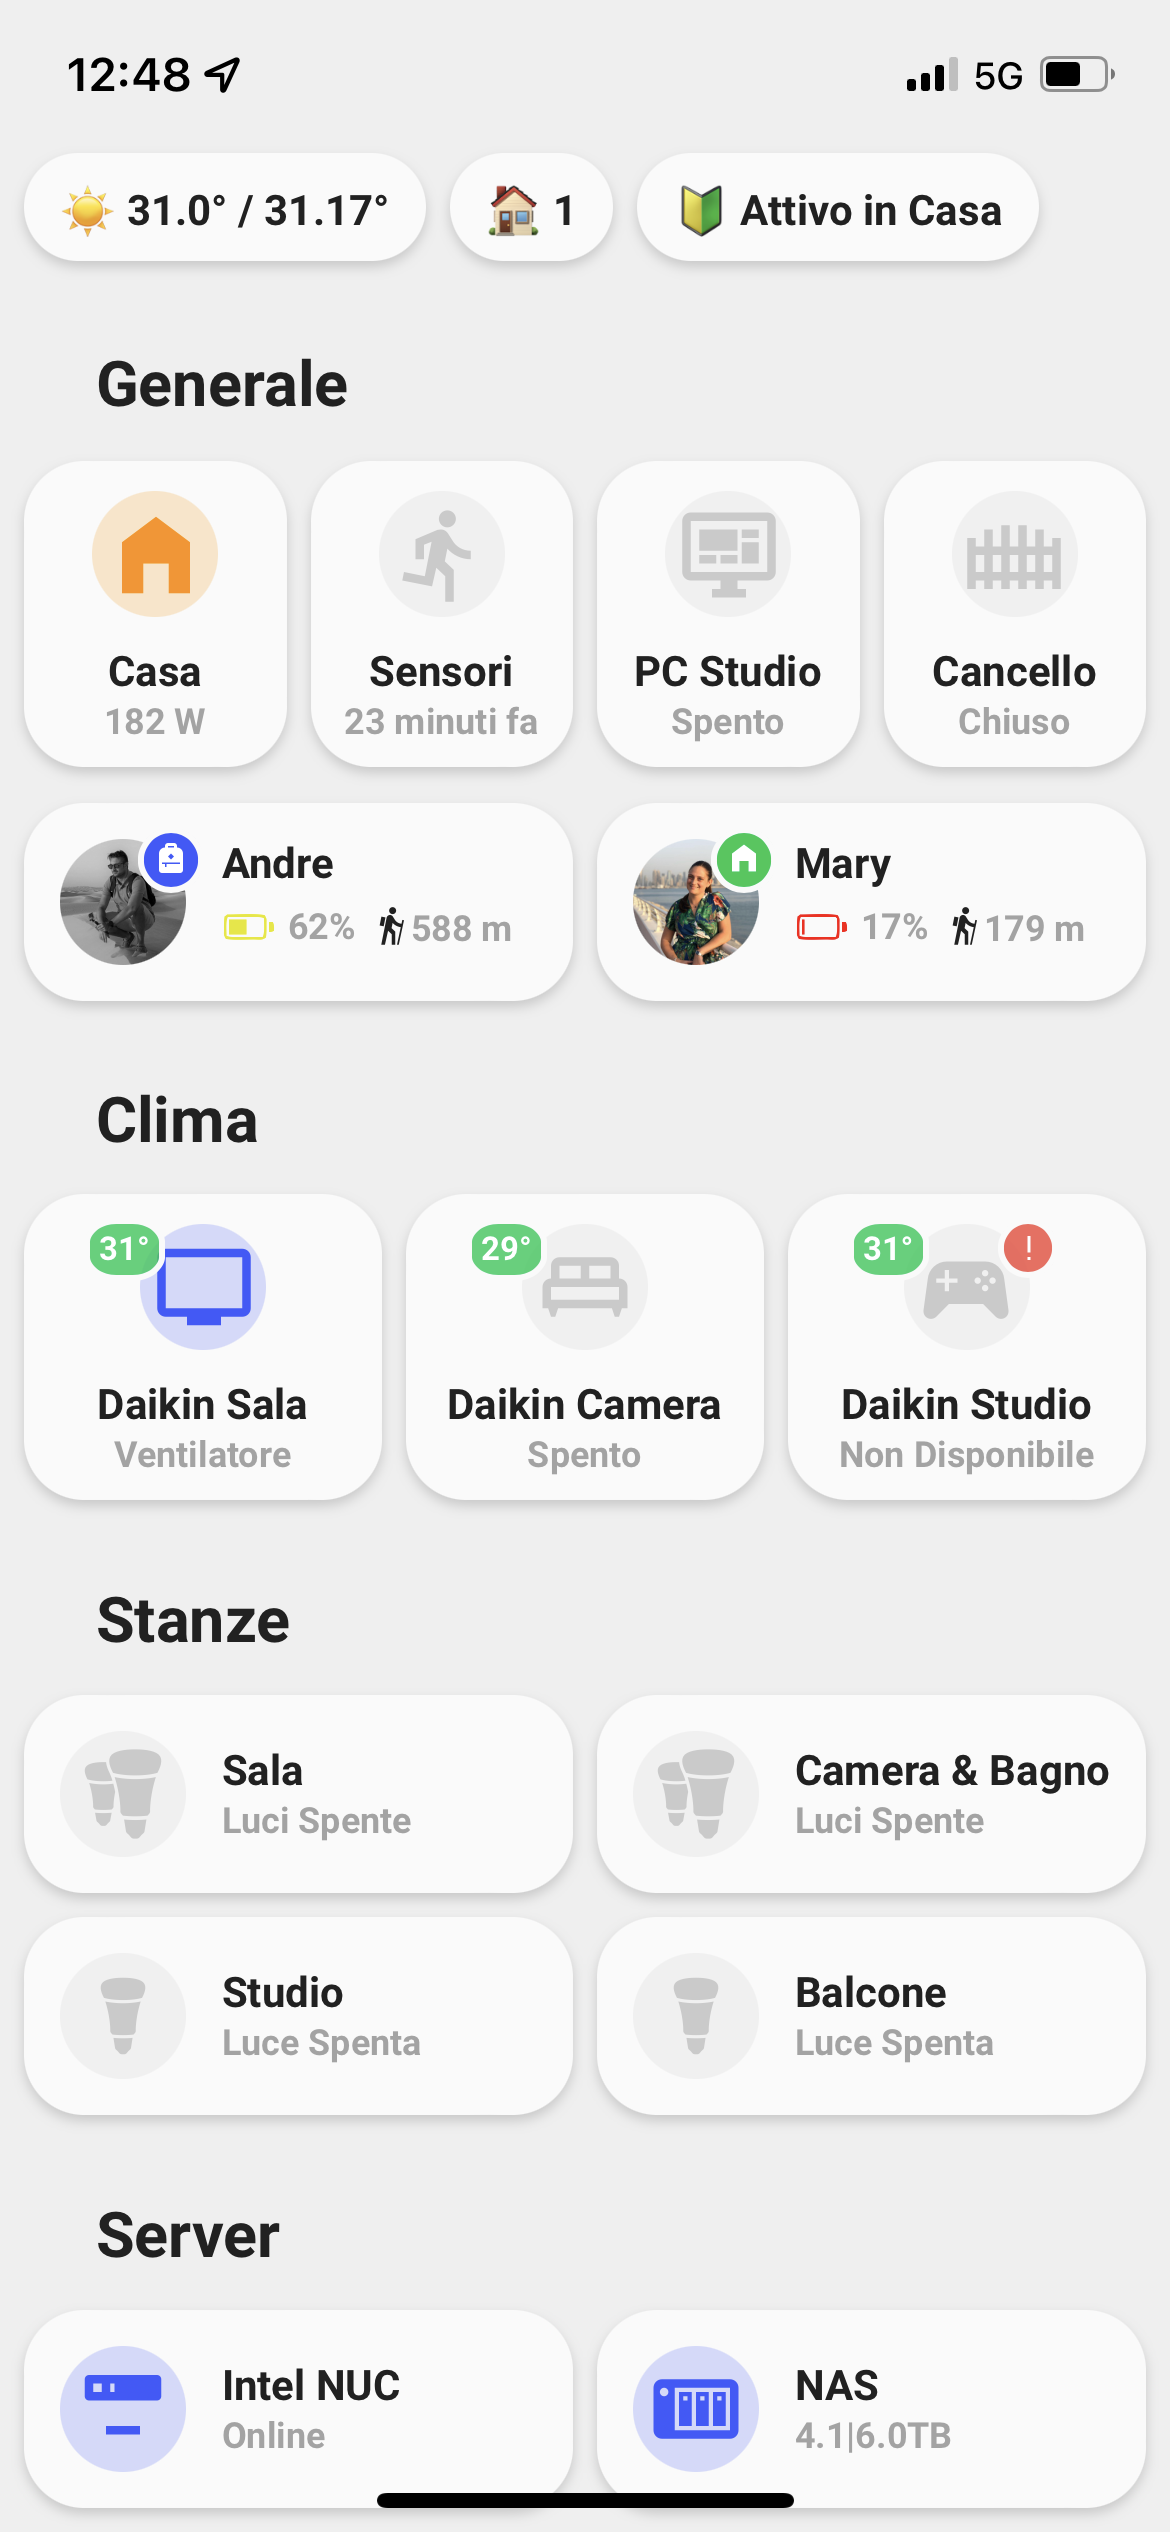 12:48 5G
31.0° / 31.17° 1 Attivo in Casa
Generale
Casa
182 W
Sensori
23 minuti fa
PC Studio
Spento
Cancello
Chiuso
Andre
62% 588 m
Mary
17% 179 m
Clima
31°
Daikin Sala
Ventilatore
29°
Daikin Camera
Spento
31° !
Daikin Studio
Non Disponibile
Stanze
Sala
Luci Spente
Camera & Bagno
Luci Spente
Studio
Luce Spenta
Balcone
Luce Spenta
Server
Intel NUC
Online
NAS
4.1|6.0TB